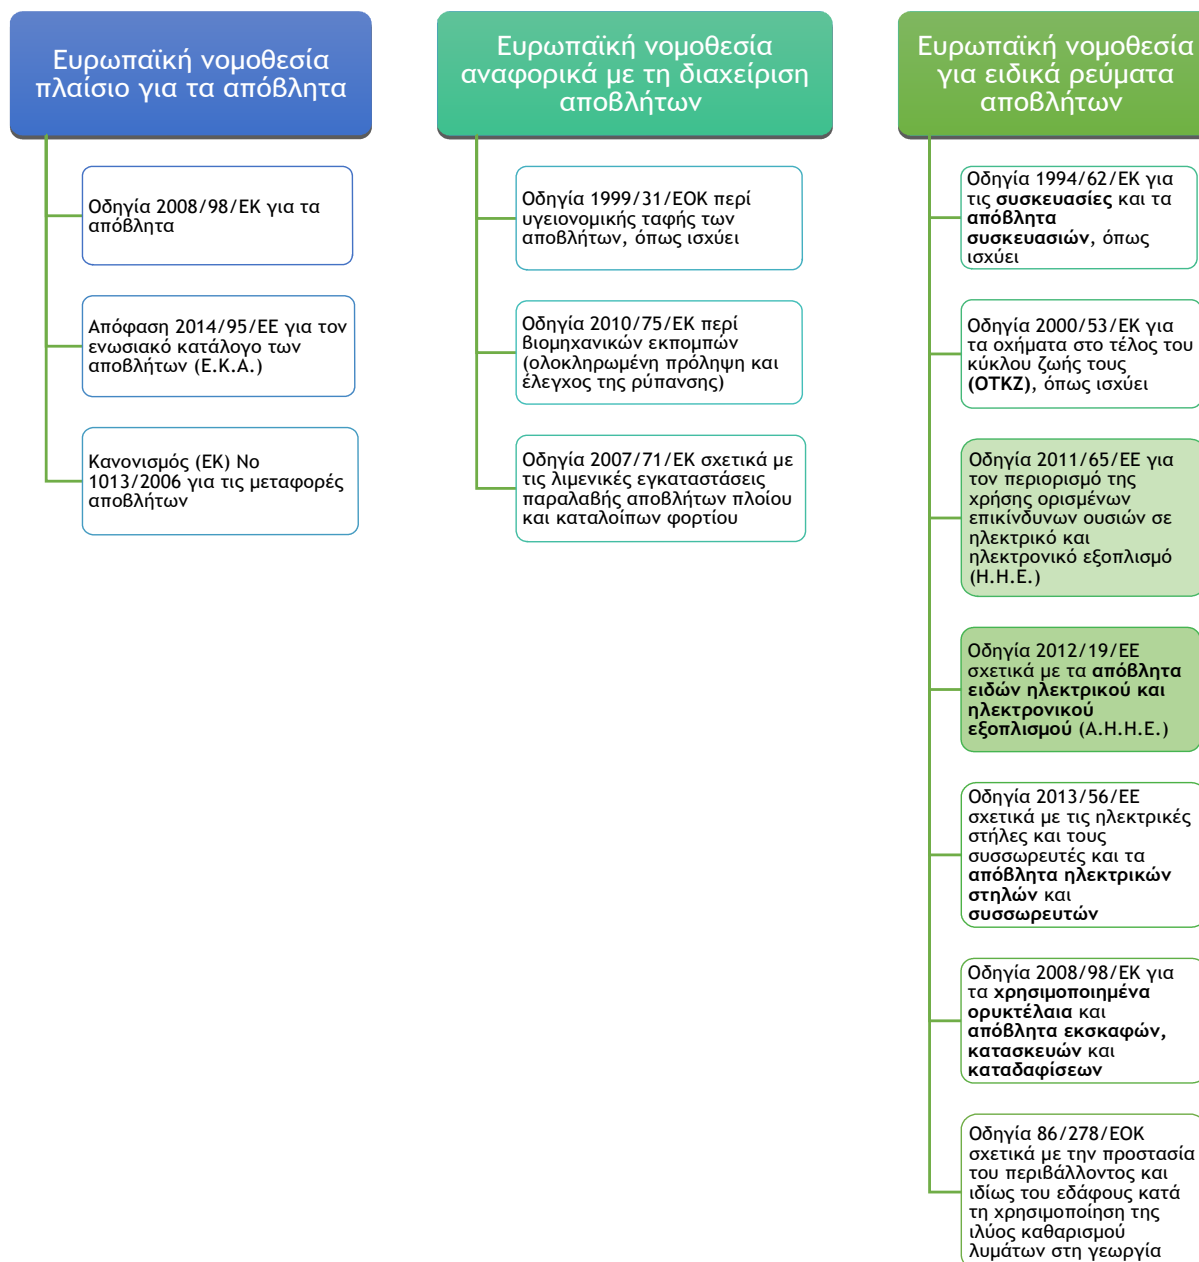 Ευρωπαϊκή νομοθεσία
πλαίσιο για τα απόβλητα
Οδηγία 2008/98/ΕΚ για τα
απόβλητα
Απόφαση 2014/95/ΕΕ για τον
ενωσιακό κατάλογο των
αποβλήτων (Ε.Κ.Α.)
Κανονισμός (ΕΚ) Νο
1013/2006 για τις μεταφορές
αποβλήτων
Ευρωπαϊκή νομοθεσία
αναφορικά με τη διαχείριση
αποβλήτων
Οδηγία 1999/31/ΕΟΚ περί
υγειονομικής ταφής των
αποβλήτων, όπως ισχύει
Οδηγία 2010/75/ΕΚ περί
βιομηχανικών εκπομπών
(ολοκληρωμένη πρόληψη και
έλεγχος της ρύπανσης)
Οδηγία 2007/71/ΕΚ σχετικά με
τις λιμενικές εγκαταστάσεις
παραλαβής αποβλήτων πλοίου
και καταλοίπων φορτίου
Ευρωπαϊκή νομοθεσία
για ειδικά ρεύματα
αποβλήτων
Οδηγία 1994/62/ΕΚ για
τις συσκευασίες και τα
απόβλητα
συσκευασιών, όπως
ισχύει
Οδηγία 2000/53/ΕΚ για
τα οχήματα στο τέλος του
κύκλου ζωής τους
(ΟΤΚΖ), όπως ισχύει
Οδηγία 2011/65/ΕΕ για
τον περιορισμό της
χρήσης ορισμένων
επικίνδυνων ουσιών σε
ηλεκτρικό και
ηλεκτρονικό εξοπλισμό
(Η.Η.Ε.)
Οδηγία 2012/19/ΕΕ
σχετικά με τα απόβλητα
ειδών ηλεκτρικού και
ηλεκτρονικού
εξοπλισμού (Α.Η.Η.Ε.)
Οδηγία 2013/56/ΕΕ
σχετικά με τις ηλεκτρικές
στήλες και τους
συσσωρευτές και τα
απόβλητα ηλεκτρικών
στηλών και
συσσωρευτών
Οδηγία 2008/98/ΕΚ για
τα χρησιμοποιημένα
ορυκτέλαια και
απόβλητα εκσκαφών,
κατασκευών και
καταδαφίσεων
Οδηγία 86/278/ΕΟΚ
σχετικά με την προστασία
του περιβάλλοντος και
ιδίως του εδάφους κατά
τη χρησιμοποίηση της
ιλύος καθαρισμού
λυμάτων στη γεωργία